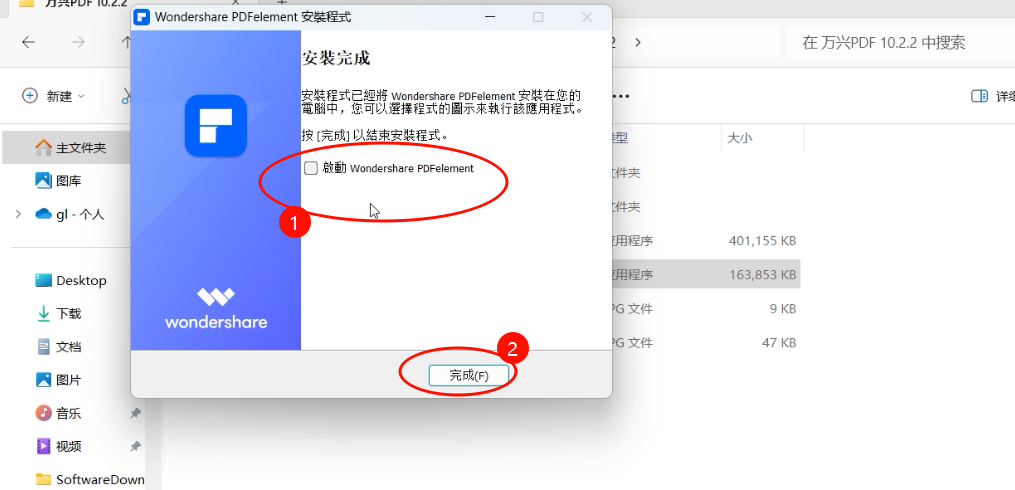 万兴PDF 10.2.2
Wondershare PDFelement 安裝程式
在 万兴PDF 10.2.2 中搜索
新建
安裝完成
安裝程式已經將 Wondershare PDFelement 安裝在您的
電腦中，您可以選擇程式的圖示來執行該應用程式。
按 [完成] 以結束安裝程式。
啟動 Wondershare PDFelement
1
wondershare
2
完成(F)
主文件夹
图库
gl - 个人
Desktop
下载
文档
图片
音乐
视频
SoftwareDown
类型
大小
文件夹
文件夹
应用程序
401,155 KB
应用程序
163,853 KB
PG 文件
9 KB
PG 文件
47 KB